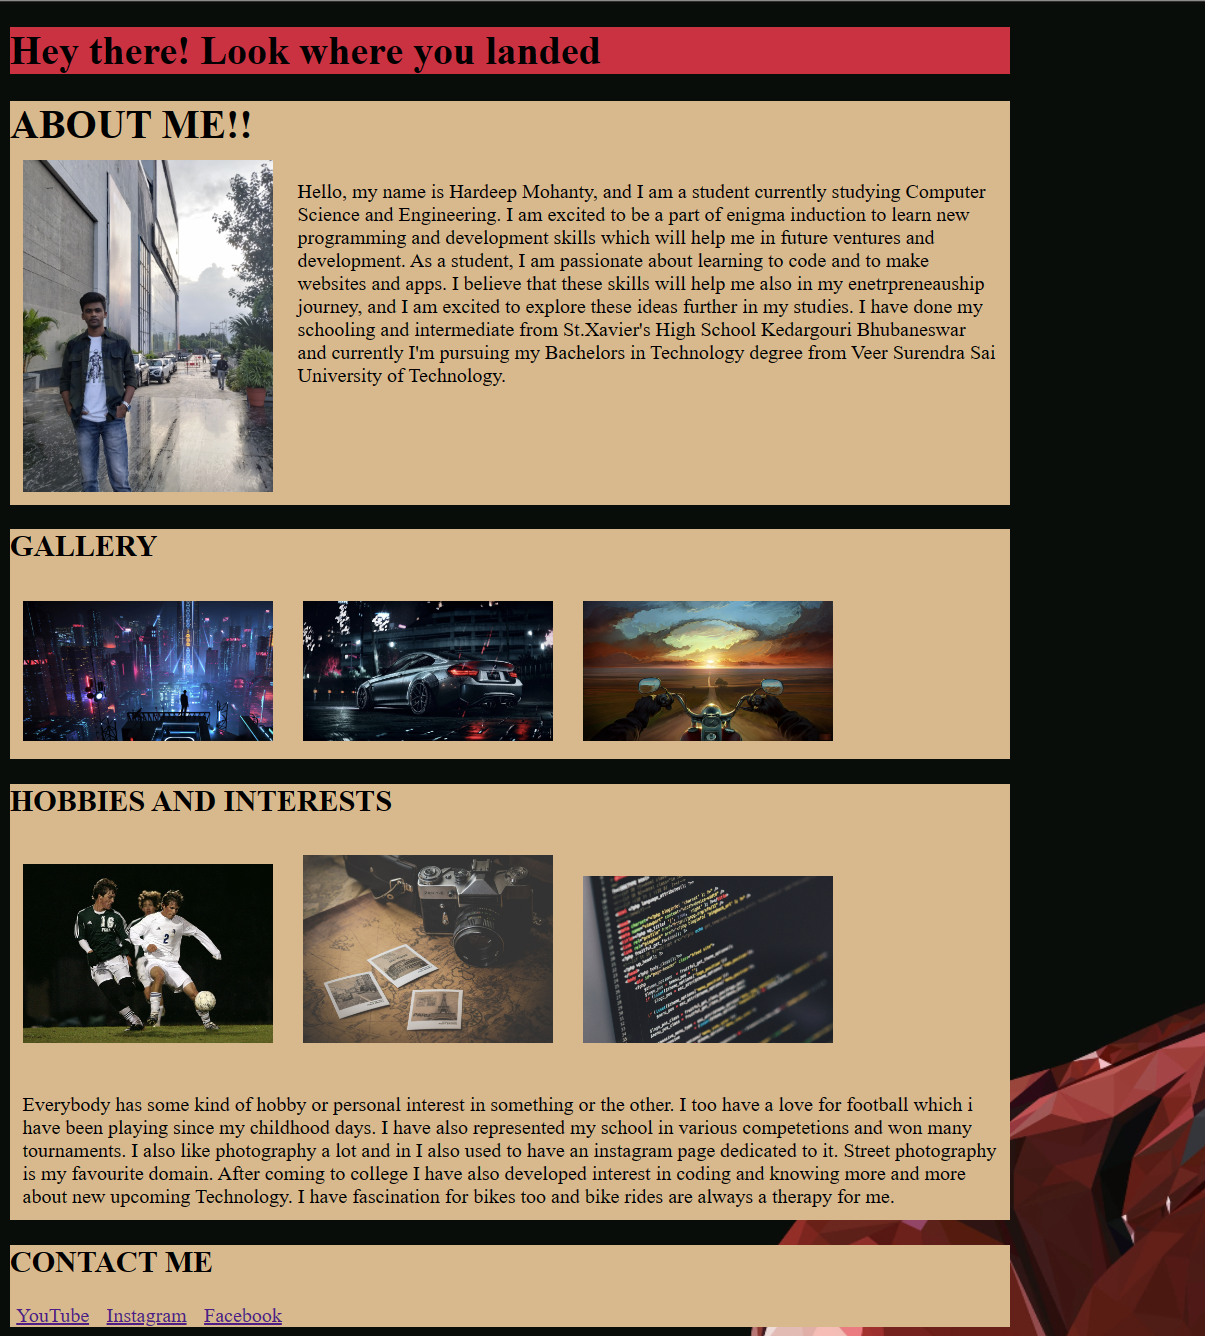 Hey there! Look where you landed
ABOUT ME!!
Hello, my name is Hardeep Mohanty, and I am a student currently studying Computer
Science and Engineering. I am excited to be a part of enigma induction to learn new
programming and development skills which will help me in future ventures and
development. As a student, I am passionate about learning to code and to make
websites and apps. I believe that these skills will help me also in my enetrpreneauship
journey, and I am excited to explore these ideas further in my studies. I have done my
schooling and intermediate from St.Xavier's High School Kedargouri Bhubaneswar
and currently I'm pursuing my Bachelors in Technology degree from Veer Surendra Sai
University of Technology.
GALLERY
HOBBIES AND INTERESTS
16
2
Everybody has some kind of hobby or personal interest in something or the other. I too have a love for football which i
have been playing since my childhood days. I have also represented my school in various competetions and won many
tournaments. I also like photography a lot and in I also used to have an instagram page dedicated to it. Street photography
is my favourite domain. After coming to college I have also developed interest in coding and knowing more and more
about new upcoming Technology. I have fascination for bikes too and bike rides are always a therapy for me.
CONTACT ME
YouTube Instagram Facebook